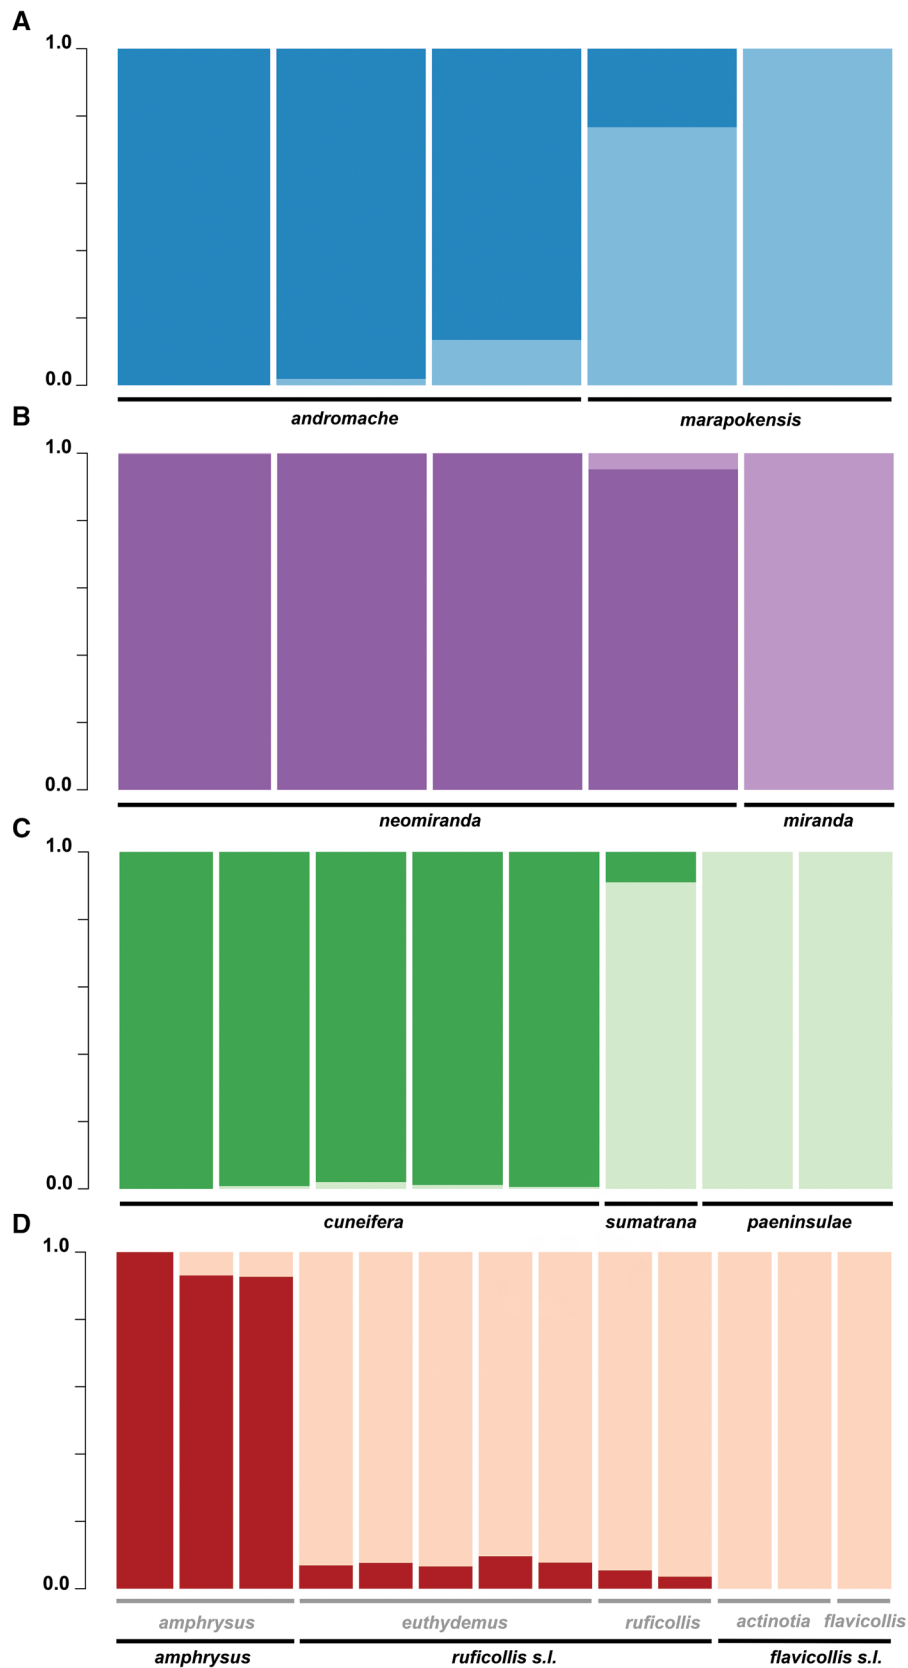 A
1.0
0.0
andromache marapokensis
B
1.0
0.0
neomiranda miranda
C
1.0
0.0
cuneifera sumatrana paeninsulae
D
1.0
0.0
amphrysus euthydemus ruficollis actinotia flavicollis
amphrysus ruficollis s.l. flavicollis s.l.